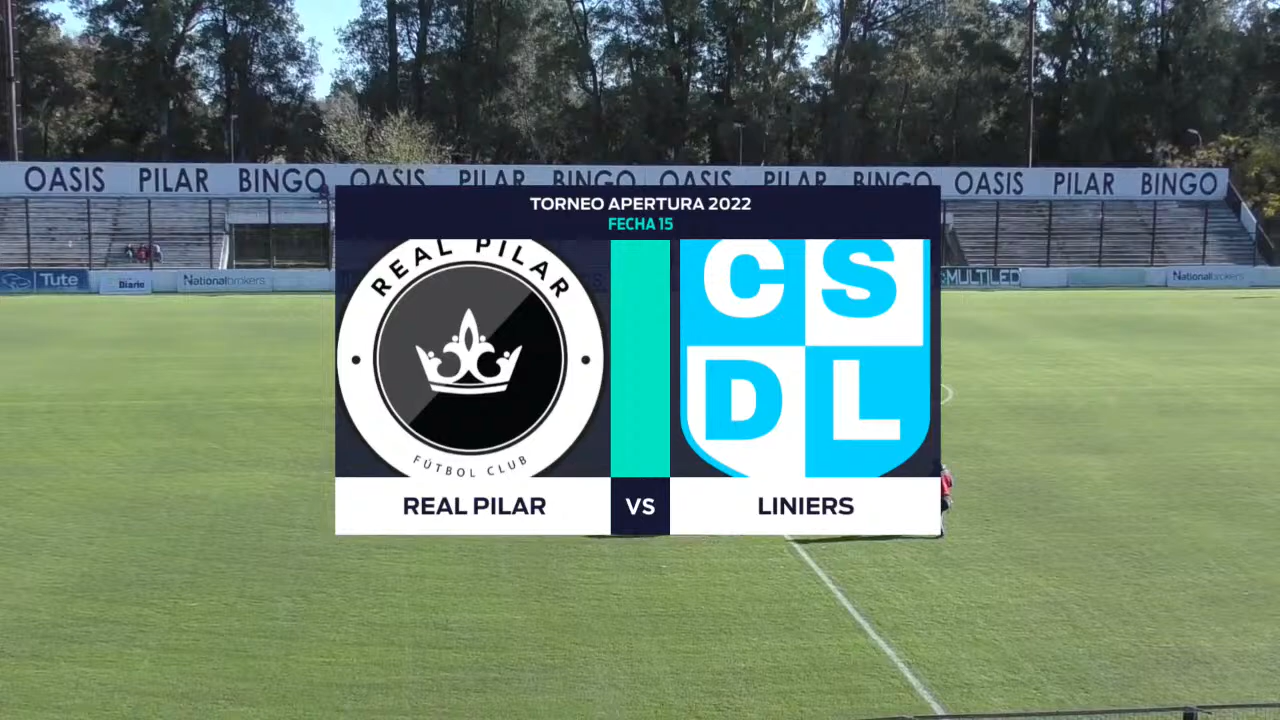 OASIS PILAR BINGO OASIS PILAR BINGO OASIS PILAR BINGO OASIS PILAR BINGO
TORNEO APERTURA 2022
FECHA 15
REAL PILAR
FÚTBOL CLUB
CS
DL
Tute
Diario
Nationalbrokers
MULTILED
Nationalbrokers
REAL PILAR
VS
LINIERS